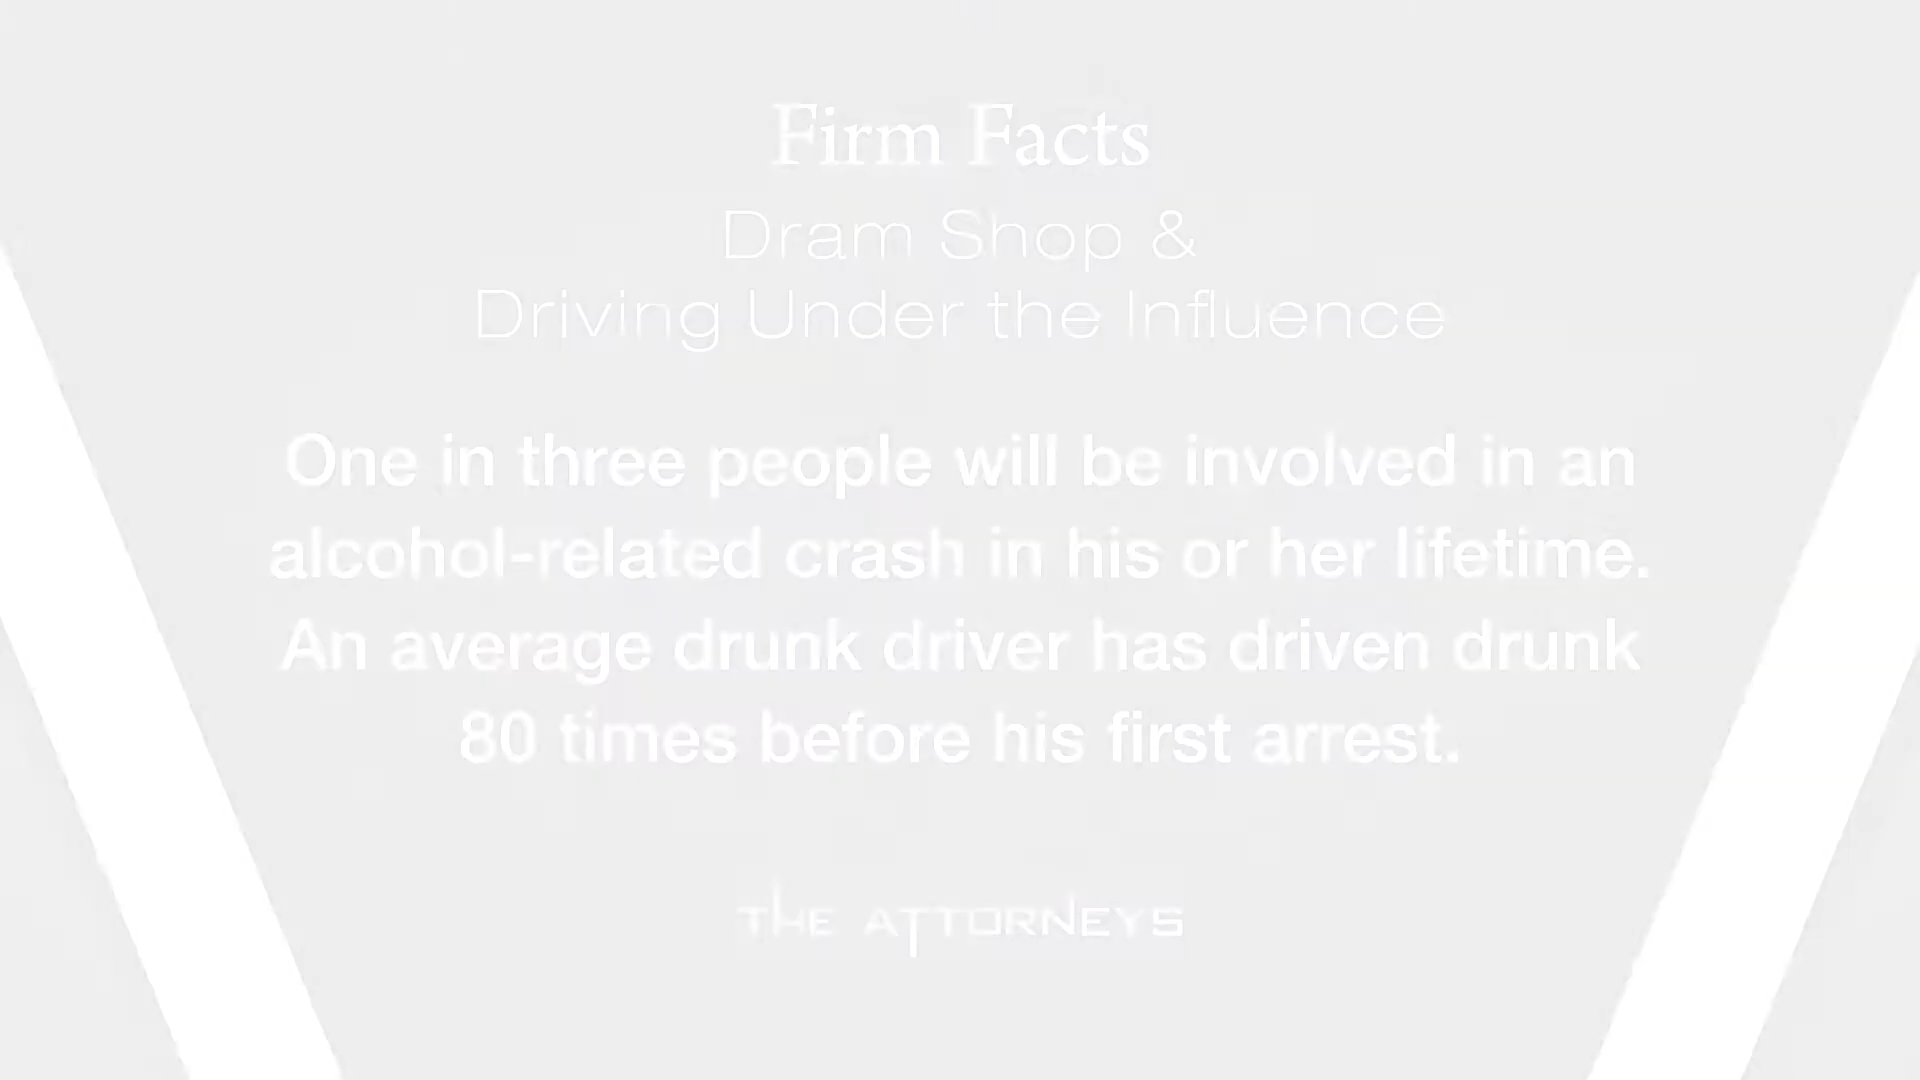 Firm Facts
Dram Shop &
Driving Under the Influence
One in three people will be involved in an
alcohol-related crash in his or her lifetime.
An average drunk driver has driven drunk
80 times before his first arrest.
THE ATTORNEYS